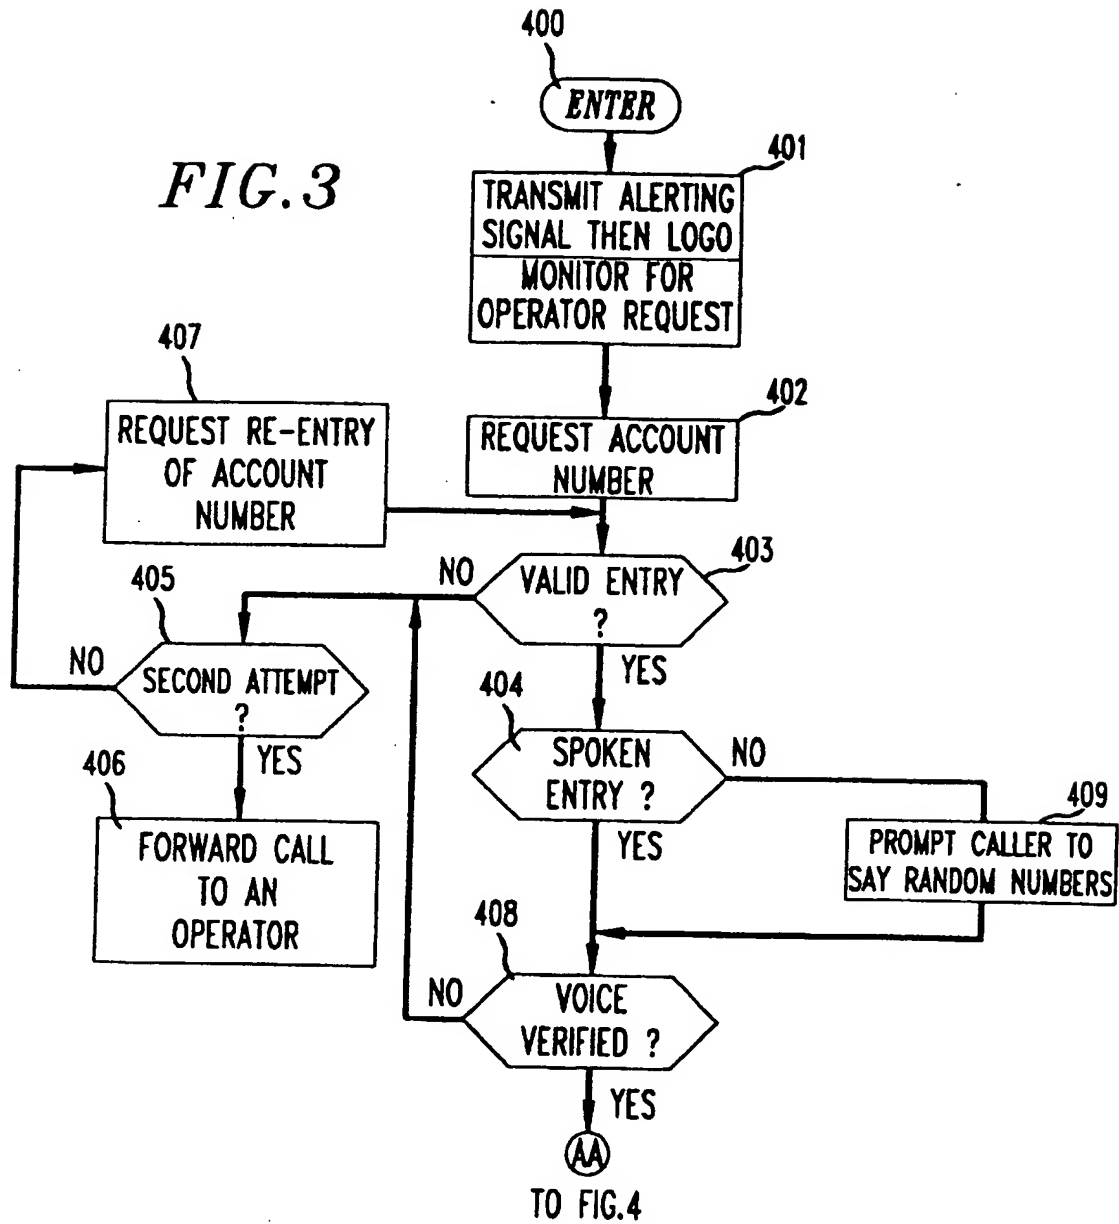 400
ENTER
FIG.3
401
TRANSMIT ALERTING
SIGNAL THEN LOGO
MONITOR FOR
OPERATOR REQUEST
407
REQUEST RE-ENTRY
OF ACCOUNT
NUMBER
402
REQUEST ACCOUNT
NUMBER
403
VALID ENTRY
?
NO
YES
405
SECOND ATTEMPT
?
NO
YES
406
FORWARD CALL
TO AN
OPERATOR
404
SPOKEN
ENTRY ?
NO
YES
409
PROMPT CALLER TO
SAY RANDOM NUMBERS
408
VOICE
VERIFIED ?
NO
YES
AA
TO FIG.4